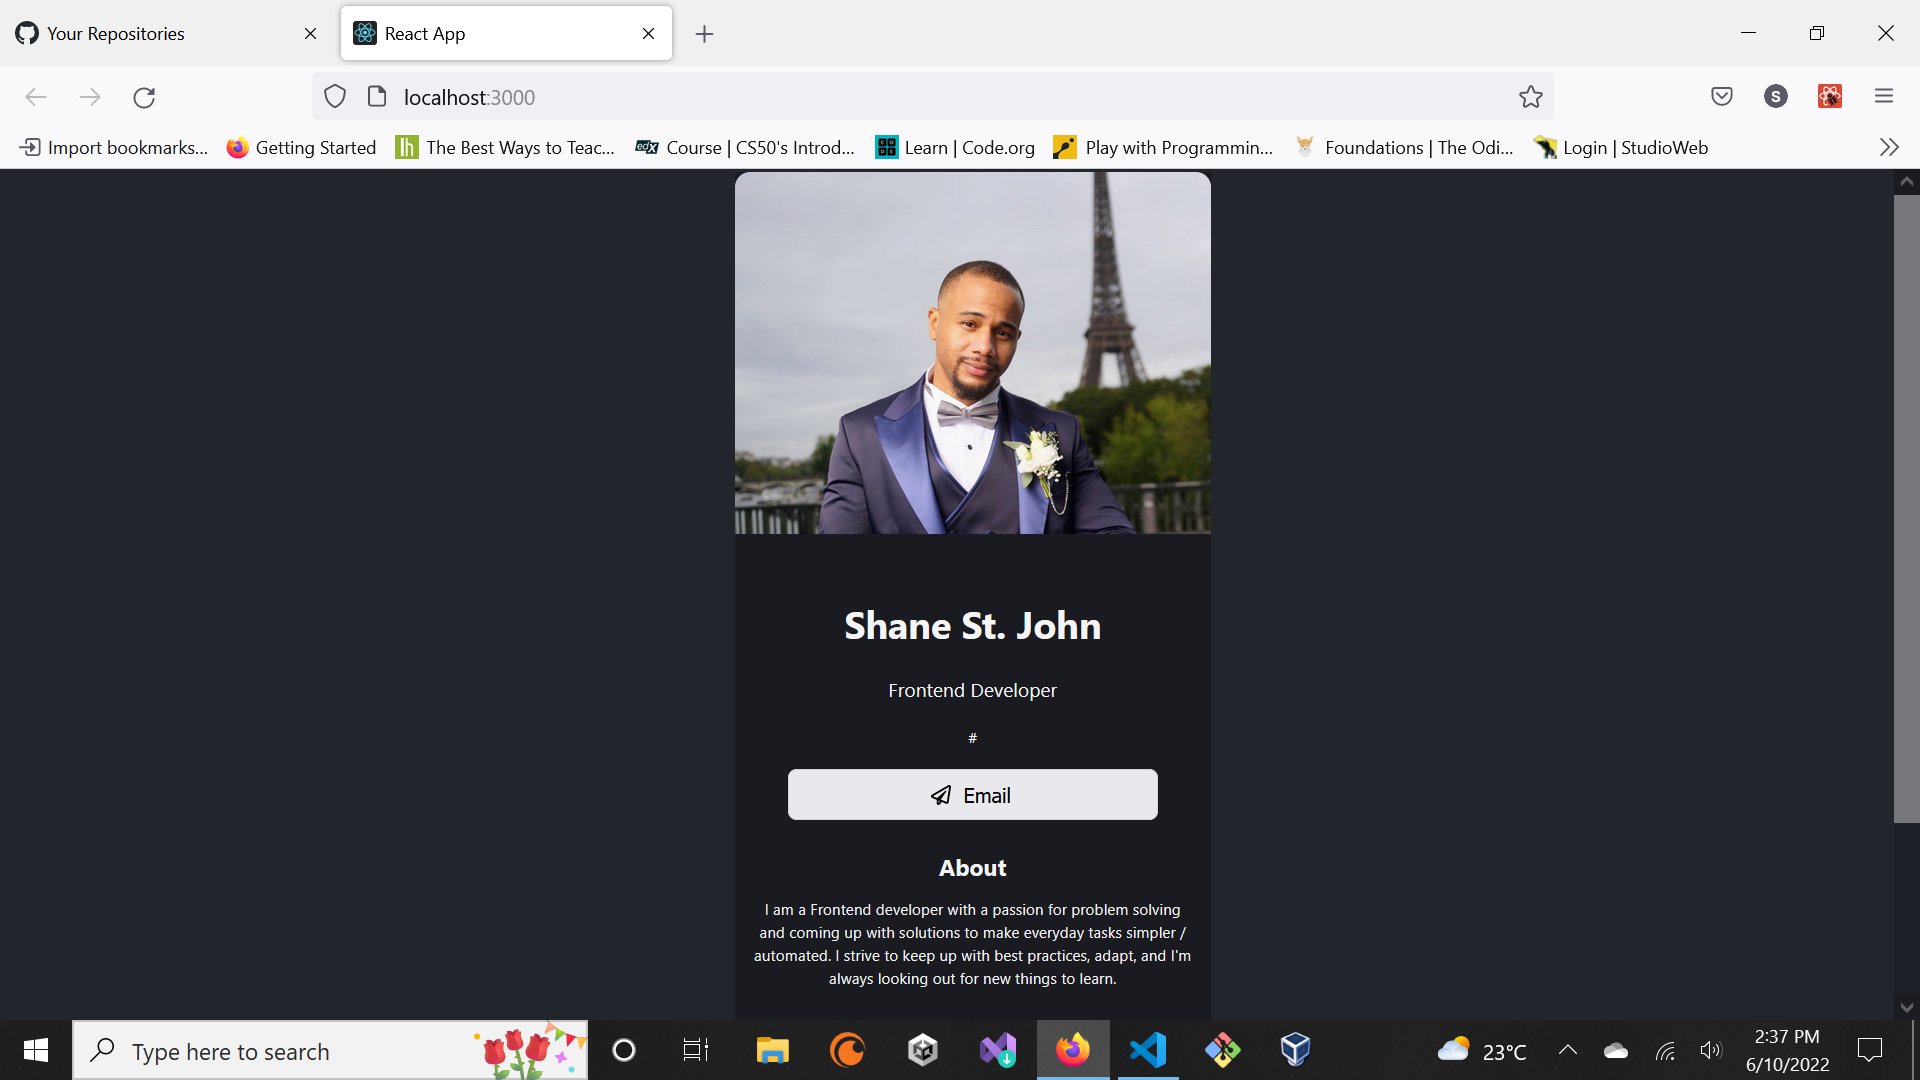 Your Repositories
React App
localhost:3000
S
Import bookmarks...
Getting Started
lh
The Best Ways to Teac...
edX
Course | CS50's Introd...
CODE
Learn | Code.org
Play with Programmin...
Foundations | The Odi...
Login | StudioWeb
Shane St. John
Frontend Developer
#
Email
About
I am a Frontend developer with a passion for problem solving
and coming up with solutions to make everyday tasks simpler /
automated. I strive to keep up with best practices, adapt, and I'm
always looking out for new things to learn.
Type here to search
23°C
2:37 PM
6/10/2022